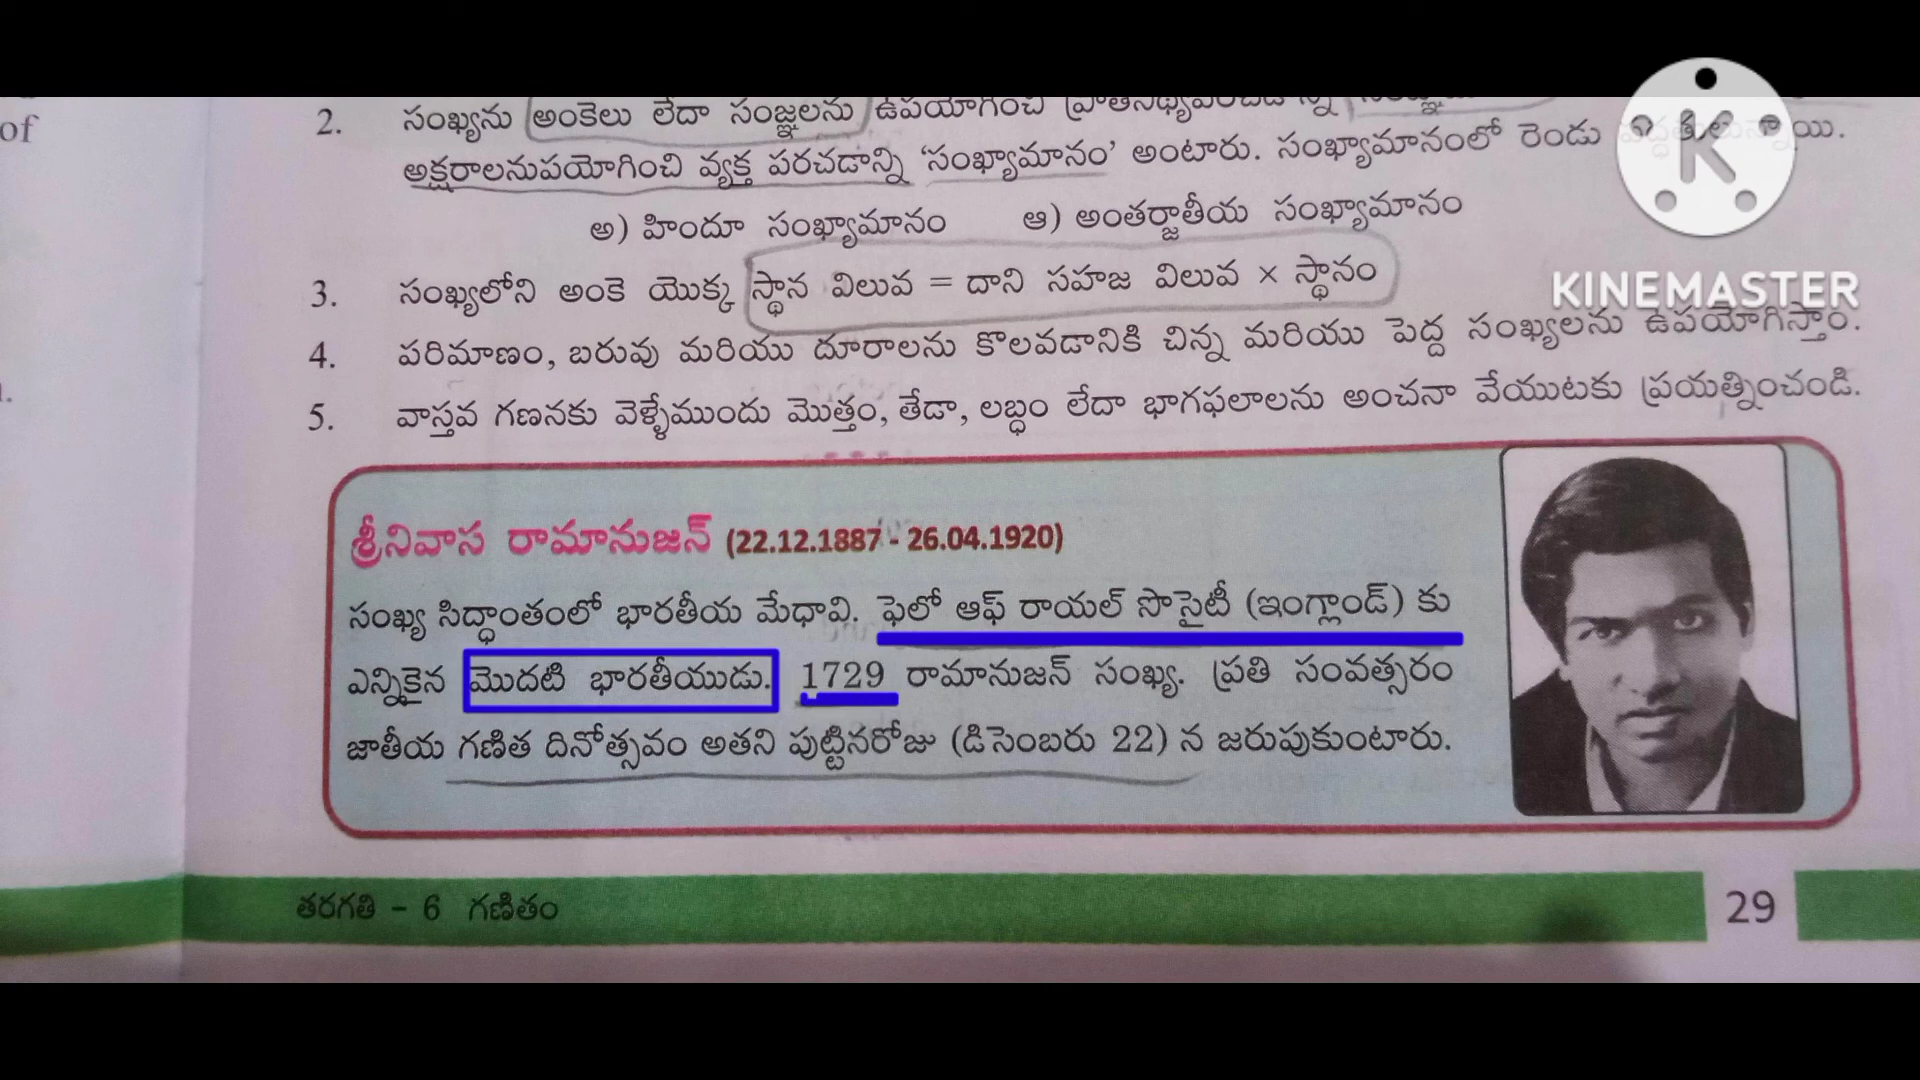 of
2. సంఖ్యను అంకెలు లేదా సంజ్ఞలను ఉపయోగించి
అక్షరాలనుపయోగించి వ్యక్త పరచడాన్ని ‘సంఖ్యామానం’ అంటారు. సంఖ్యామానంలో రెండు
అ) హిందూ సంఖ్యామానం ఆ) అంతర్జాతీయ సంఖ్యామానం
3. సంఖ్యలోని అంకె యొక్క స్థాన విలువ = దాని సహజ విలువ × స్థానం
KINEMASTER
4. పరిమాణం, బరువు మరియు దూరాలను కొలవడానికి చిన్న మరియు పెద్ద సంఖ్యలను ఉపయోగిస్తాం.
5. వాస్తవ గణనకు వెళ్ళేముందు మొత్తం, తేడా, లబ్ధం లేదా భాగఫలాలను అంచనా వేయుటకు ప్రయత్నించండి.
శ్రీనివాస రామానుజన్ (22.12.1887 - 26.04.1920)
సంఖ్య సిద్ధాంతంలో భారతీయ మేధావి. ఫెలో ఆఫ్ రాయల్ సొసైటీ (ఇంగ్లాండ్) కు
ఎన్నికైన మొదటి భారతీయుడు. 1729 రామానుజన్ సంఖ్య. ప్రతి సంవత్సరం
జాతీయ గణిత దినోత్సవం అతని పుట్టినరోజు (డిసెంబరు 22) న జరుపుకుంటారు.
తరగతి - 6 గణితం
29